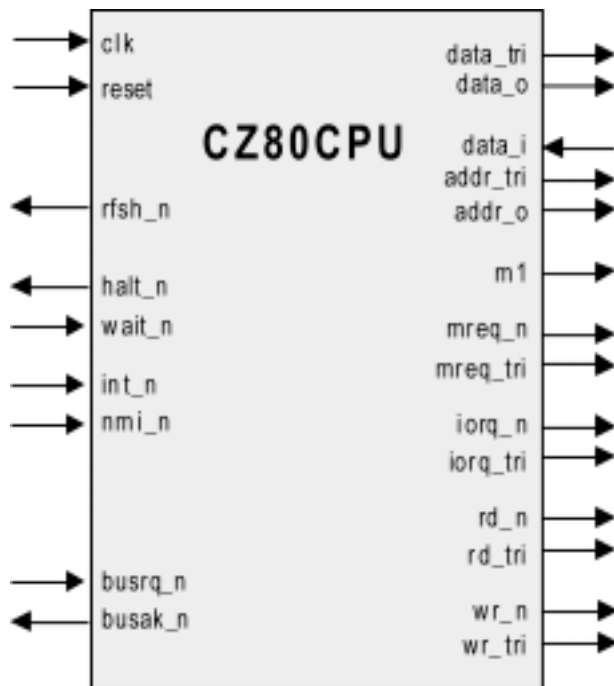 clk
reset
CZ80CPU
rfsh_n
halt_n
wait_n
int_n
nmi_n
busrq_n
busak_n
data_tri
data_o
data_i
addr_tri
addr_o
m1
mreq_n
mreq_tri
iorq_n
iorq_tri
rd_n
rd_tri
wr_n
wr_tri